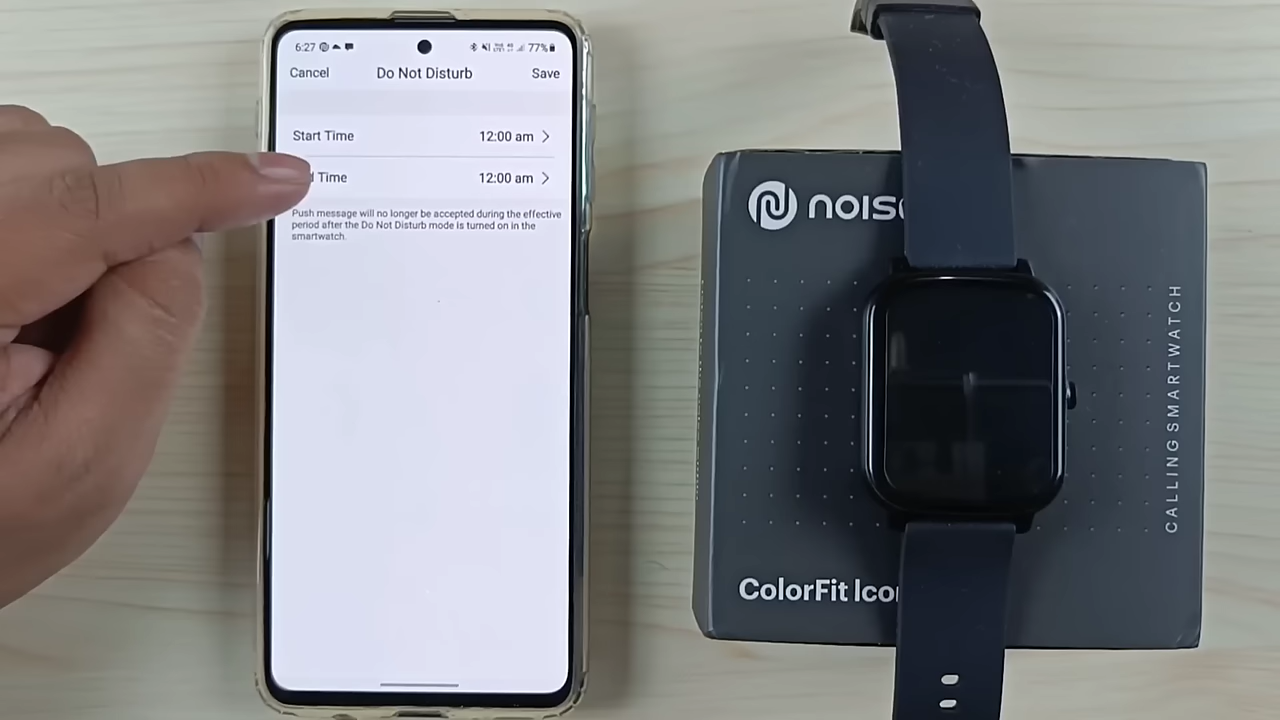 6:27
77%
Cancel
Do Not Disturb
Save
Start Time
12:00 am
Time
12:00 am
Push message will no longer be accepted during the effective
period after the Do Not Disturb mode is turned on in the
smartwatch.
noise
CALLING SMARTWATCH
ColorFit Icon